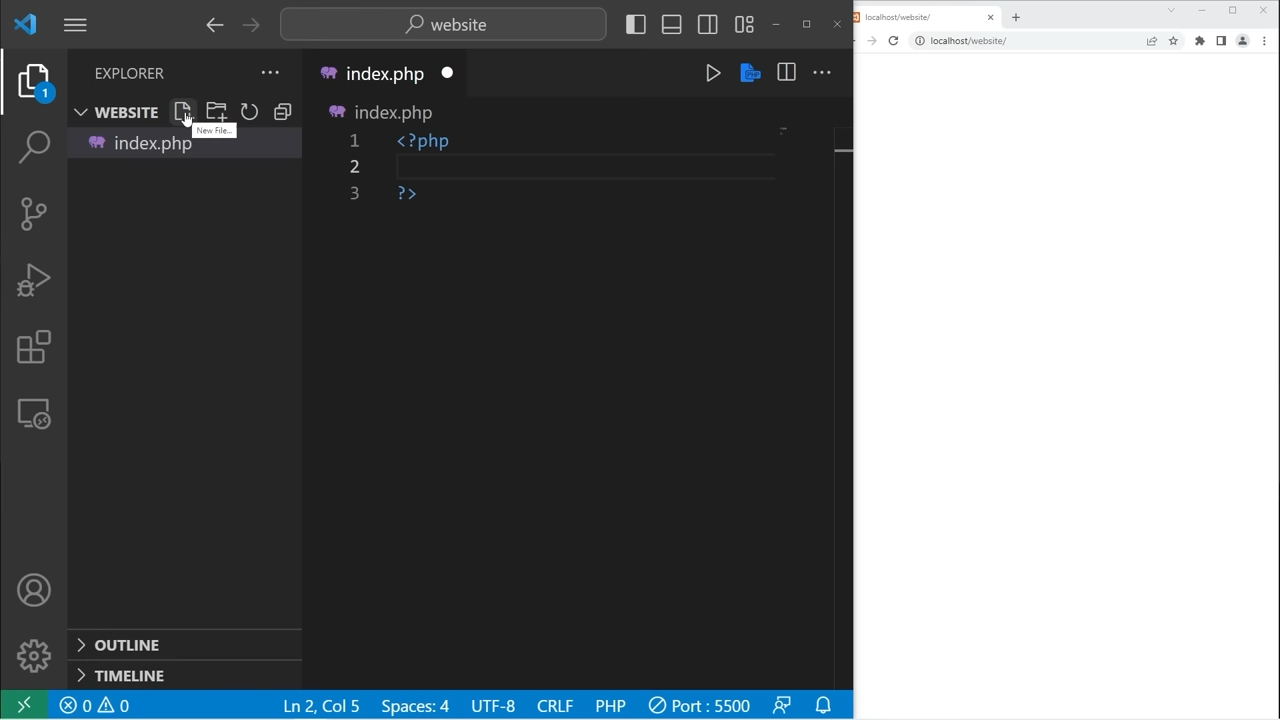 website
localhost/website/
localhost/website/
EXPLORER
1
index.php
WEBSITE
New File...
index.php
index.php
1 <?php
2
3 ?>
OUTLINE
TIMELINE
0 0
Ln 2, Col 5
Spaces: 4
UTF-8
CRLF
PHP
Port : 5500